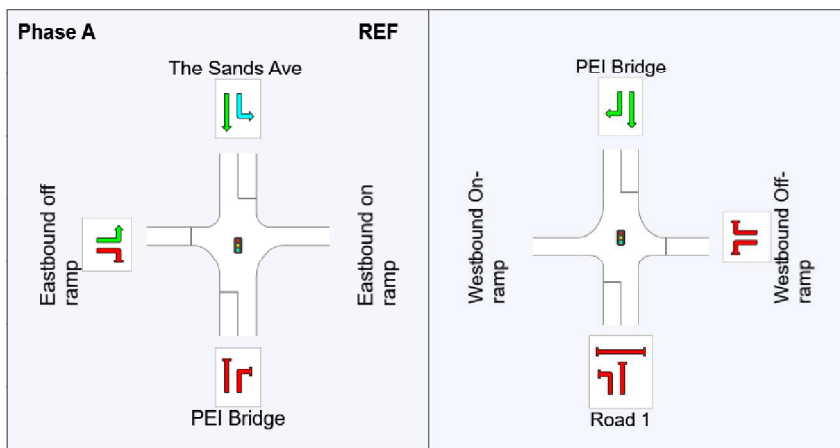 Phase A
REF
The Sands Ave
Eastbound off
ramp
Eastbound on
ramp
PEI Bridge
PEI Bridge
Westbound On-
ramp
Westbound Off-
ramp
Road 1